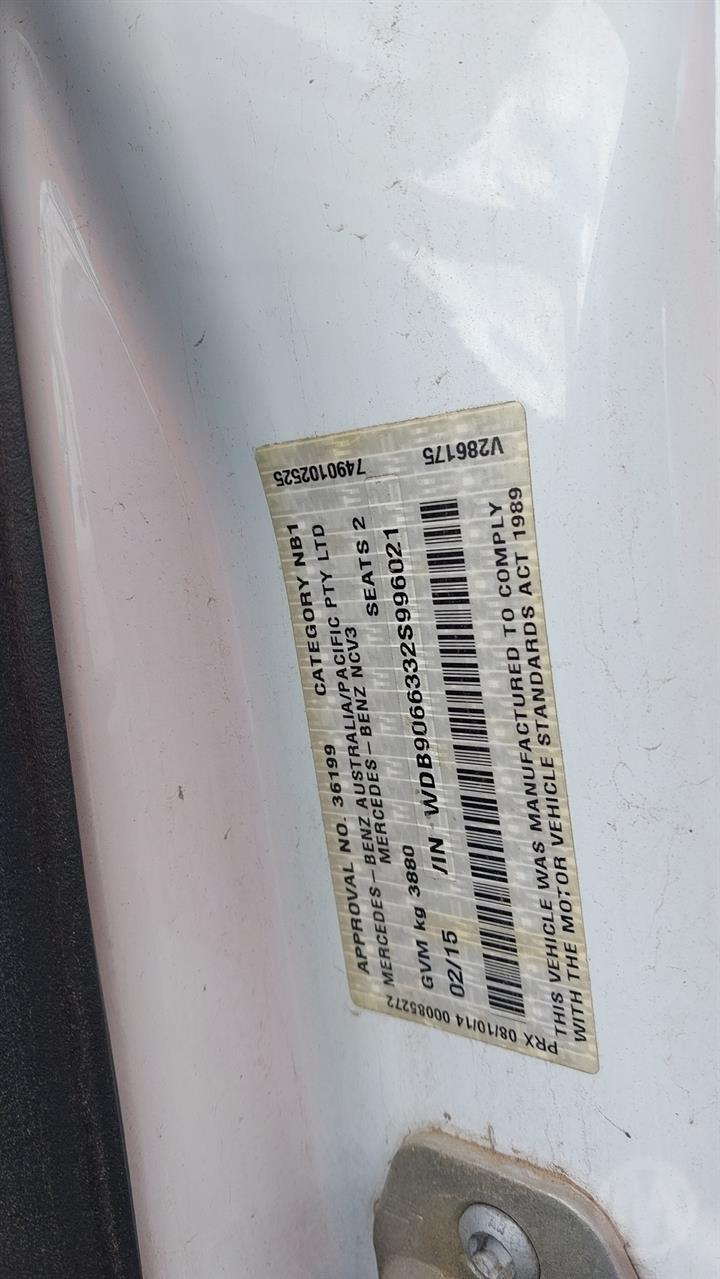 APPROVAL NO. 36199 CATEGORY NB1
MERCEDES-BENZ AUSTRALIA/PACIFIC PTY LTD
MERCEDES-BENZ NCV3
GVM kg 3880 SEATS 2
02/15 VIN WDB9066332S996021
THIS VEHICLE WAS MANUFACTURED TO COMPLY
WITH THE MOTOR VEHICLE STANDARDS ACT 1989
7490102525
V286175
PRX 08/10/14 00085272
M